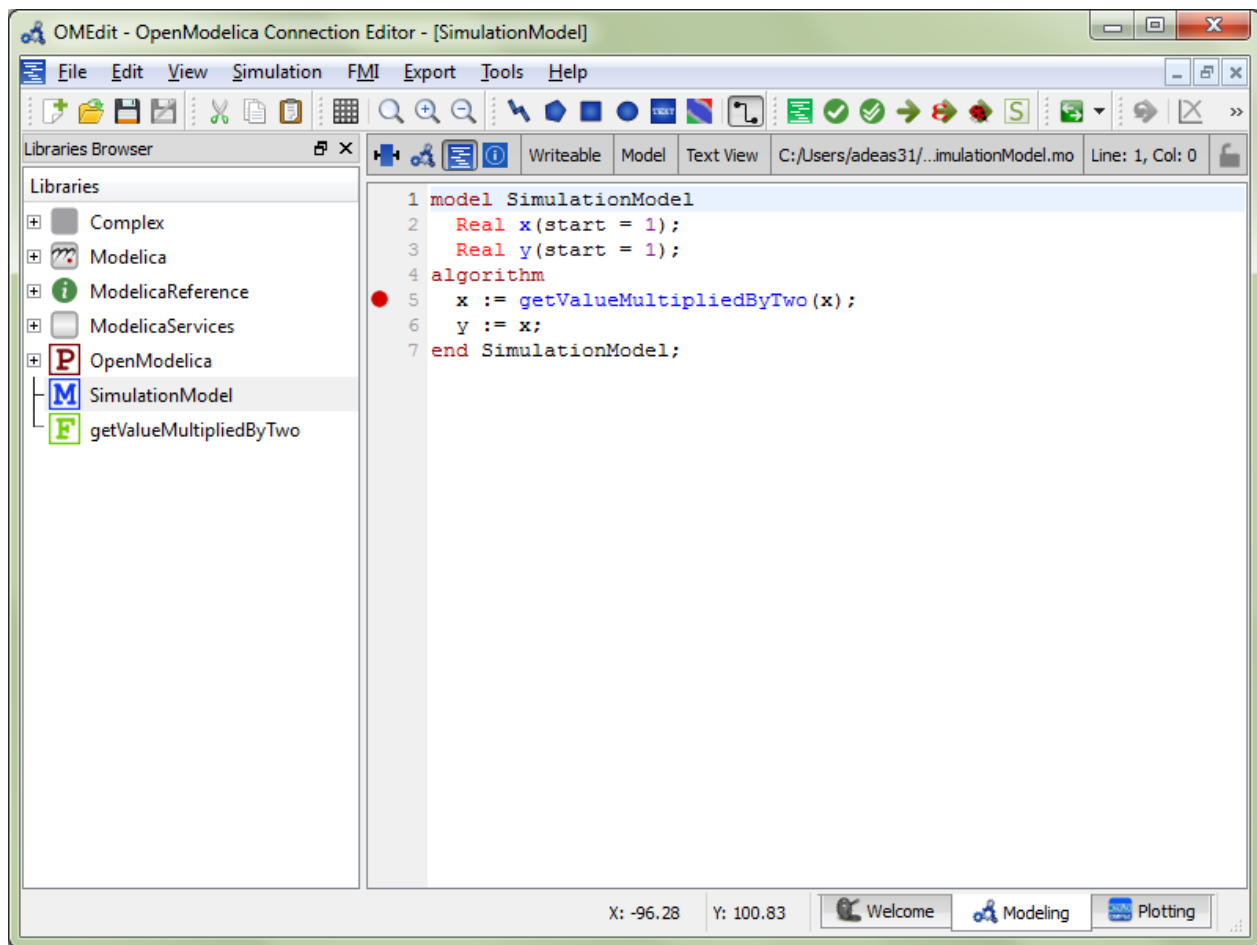 OMEdit - OpenModelica Connection Editor - [SimulationModel]
File Edit View Simulation FMI Export Tools Help
TEXT
S
»
Libraries Browser
Writeable Model Text View C:/Users/adeas31/...imulationModel.mo Line: 1, Col: 0
Libraries
Complex
Modelica
ModelicaReference
ModelicaServices
P OpenModelica
M SimulationModel
F getValueMultipliedByTwo
1 model SimulationModel
2 Real x(start = 1);
3 Real y(start = 1);
4 algorithm
5 x := getValueMultipliedByTwo(x);
6 y := x;
7 end SimulationModel;
X: -96.28 Y: 100.83 Welcome Modeling Plotting